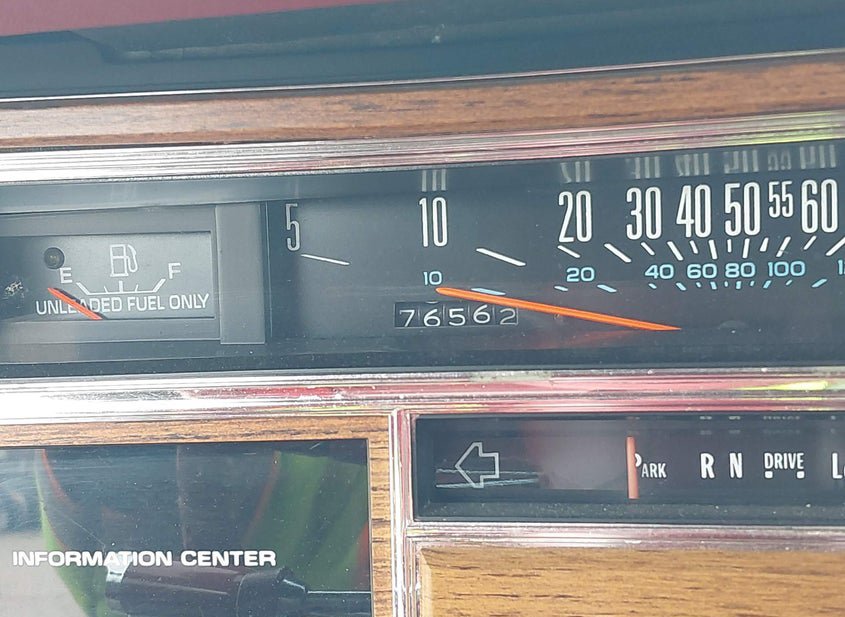 5 10 20 30 40 50 55 60
E F
10 20 40 60 80 100
UNLEADED FUEL ONLY
76562
PARK R N DRIVE
INFORMATION CENTER